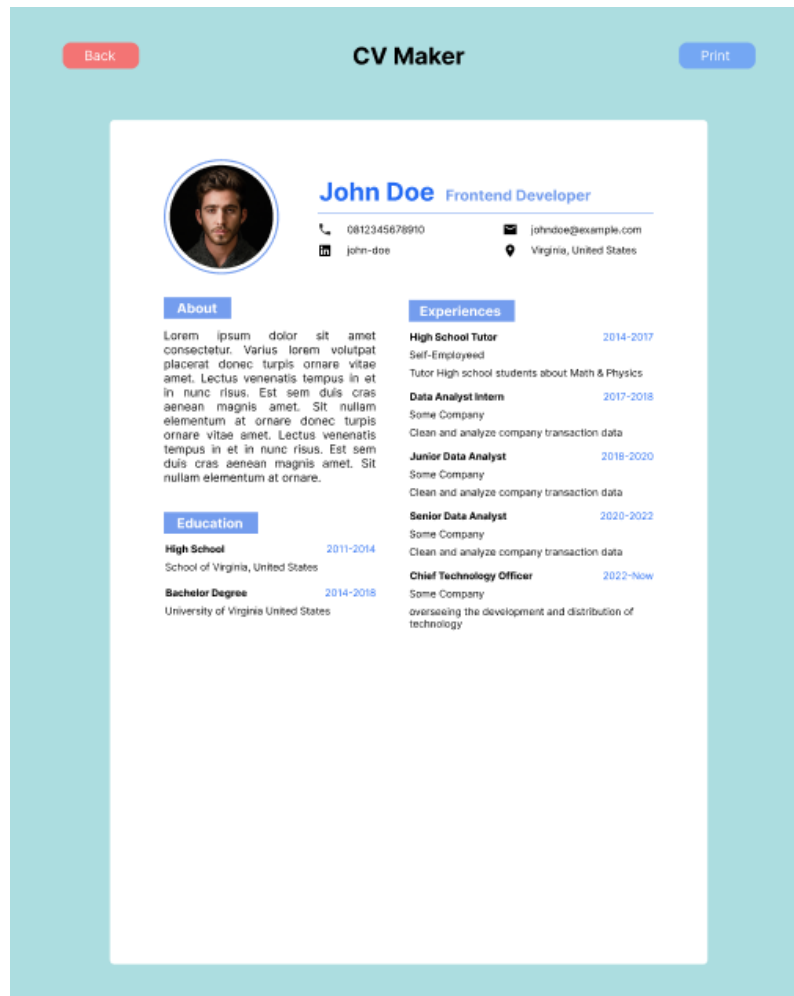 Back
CV Maker
Print
John Doe Frontend Developer
0812345678910
johndoe@example.com
in
john-doe
Virginia, United States
About
Lorem ipsum dolor sit amet
consectetur. Varius lorem volutpat
placerat donec turpis ornare vitae
amet. Lectus venenatis tempus in et
in nunc risus. Est sem duis cras
aenean magnis amet. Sit nullam
elementum at ornare donec turpis
ornare vitae amet. Lectus venenatis
tempus in et in nunc risus. Est sem
duis cras aenean magnis amet. Sit
nullam elementum at ornare.
Education
High School 2011-2014
School of Virginia, United States
Bachelor Degree 2014-2018
University of Virginia United States
Experiences
High School Tutor 2014-2017
Self-Employeed
Tutor High school students about Math & Physics
Data Analyst Intern 2017-2018
Some Company
Clean and analyze company transaction data
Junior Data Analyst 2018-2020
Some Company
Clean and analyze company transaction data
Senior Data Analyst 2020-2022
Some Company
Clean and analyze company transaction data
Chief Technology Officer 2022-Now
Some Company
overseeing the development and distribution of
technology